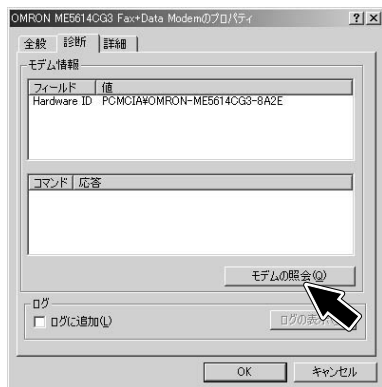 OMRON ME5614CG3 Fax+Data Modemのプロパティ
全般 診断 詳細
モデム情報
フィールド 値
Hardware ID PCMCIA¥OMRON-ME5614CG3-8A2E
コマンド 応答
モデムの照会(Q)
ログ
ログに追加(L) ログの表示
OK キャンセル